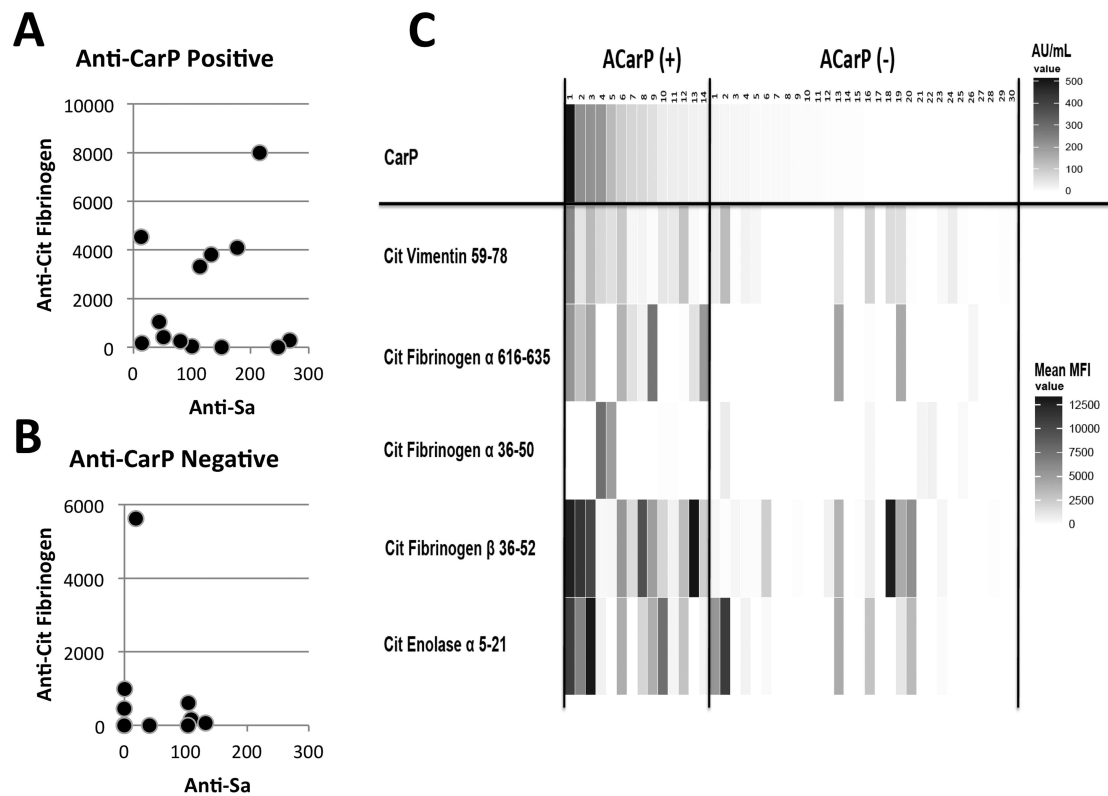 A
Anti-CarP Positive
10000
8000
6000
4000
2000
0
Anti-Cit Fibrinogen
0 100 200 300
Anti-Sa
B
Anti-CarP Negative
6000
4000
2000
0
Anti-Cit Fibrinogen
0 100 200 300
Anti-Sa
C
ACarP (+) ACarP (-)
1 2 3 4 5 6 7 8 9 10 11 12 13 14 1 2 3 4 5 6 7 8 9 10 11 12 13 14 15 16 17 18 19 20 21 22 23 24 25 26 27 28 29 30
CarP
Cit Vimentin 59-78
Cit Fibrinogen α 616-635
Cit Fibrinogen α 36-50
Cit Fibrinogen β 36-52
Cit Enolase α 5-21
AU/mL
value
500
400
300
200
100
0
Mean MFI
value
12500
10000
7500
5000
2500
0